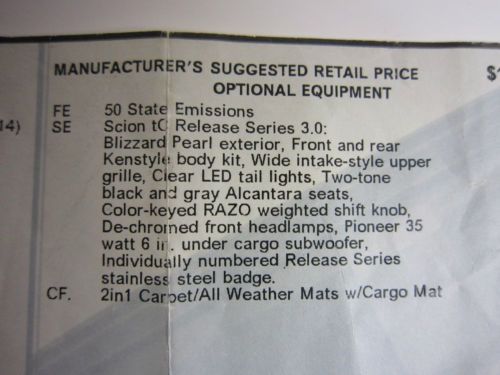 MANUFACTURER'S SUGGESTED RETAIL PRICE $
OPTIONAL EQUIPMENT
FE 50 State Emissions
14) SE Scion tC Release Series 3.0:
Blizzard Pearl exterior, Front and rear
Kenstyle body kit, Wide intake-style upper
grille, Clear LED tail lights, Two-tone
black and gray Alcantara seats,
Color-keyed RAZO weighted shift knob,
De-chromed front headlamps, Pioneer 35
watt 6 in. under cargo subwoofer,
Individually numbered Release Series
stainless steel badge.
CF. 2in1 Carpet/All Weather Mats w/Cargo Mat